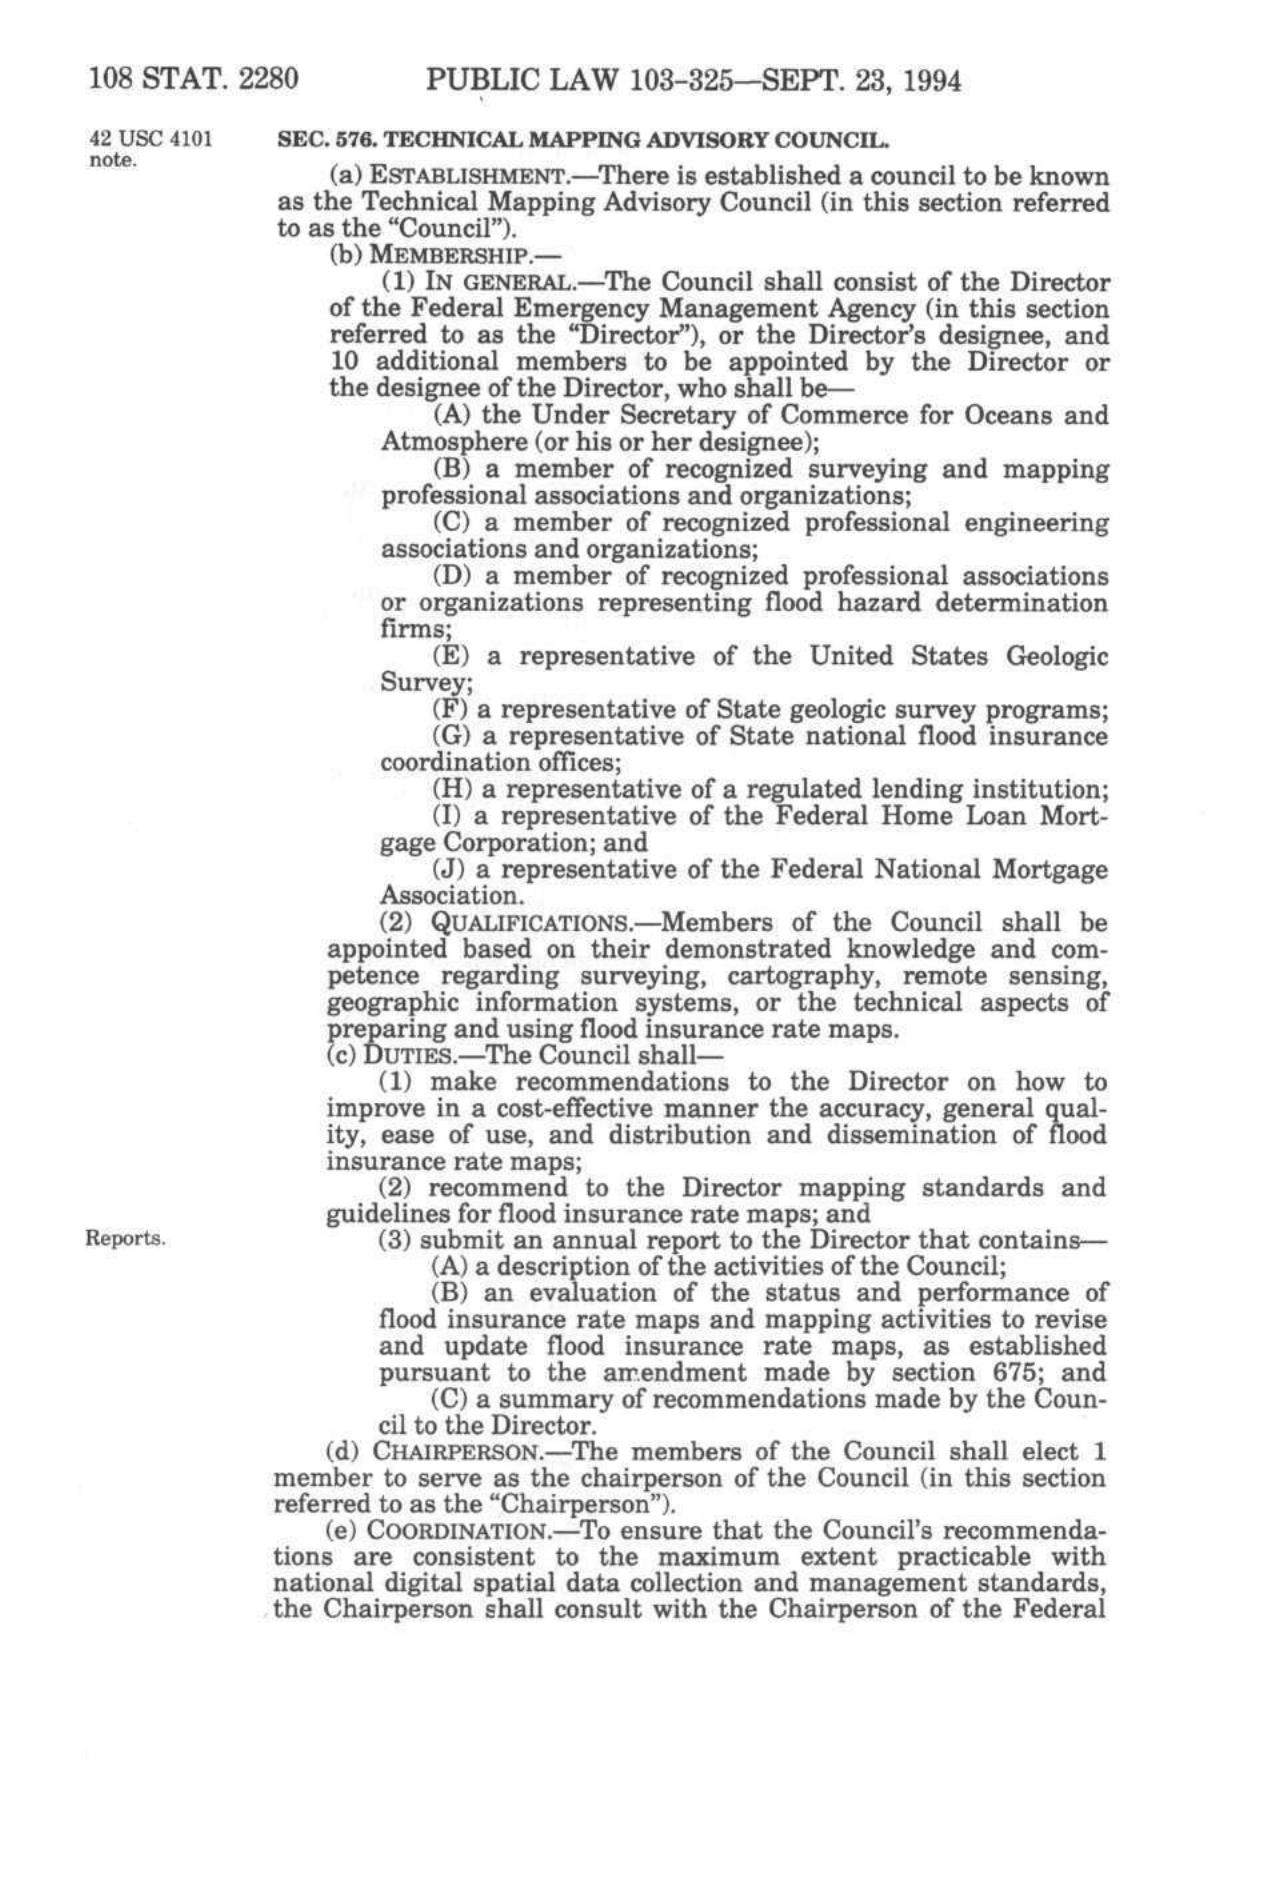 108 STAT. 2280 PUBLIC LAW 103–325—SEPT. 23, 1994
42 USC 4101
note.
SEC. 576. TECHNICAL MAPPING ADVISORY COUNCIL.
(a) ESTABLISHMENT.—There is established a council to be known
as the Technical Mapping Advisory Council (in this section referred
to as the “Council”).
(b) MEMBERSHIP.—
(1) IN GENERAL.—The Council shall consist of the Director
of the Federal Emergency Management Agency (in this section
referred to as the “Director”), or the Director’s designee, and
10 additional members to be appointed by the Director or
the designee of the Director, who shall be—
(A) the Under Secretary of Commerce for Oceans and
Atmosphere (or his or her designee);
(B) a member of recognized surveying and mapping
professional associations and organizations;
(C) a member of recognized professional engineering
associations and organizations;
(D) a member of recognized professional associations
or organizations representing flood hazard determination
firms;
(E) a representative of the United States Geologic
Survey;
(F) a representative of State geologic survey programs;
(G) a representative of State national flood insurance
coordination offices;
(H) a representative of a regulated lending institution;
(I) a representative of the Federal Home Loan Mort-
gage Corporation; and
(J) a representative of the Federal National Mortgage
Association.
(2) QUALIFICATIONS.—Members of the Council shall be
appointed based on their demonstrated knowledge and com-
petence regarding surveying, cartography, remote sensing,
geographic information systems, or the technical aspects of
preparing and using flood insurance rate maps.
(c) DUTIES.—The Council shall—
(1) make recommendations to the Director on how to
improve in a cost-effective manner the accuracy, general qual-
ity, ease of use, and distribution and dissemination of flood
insurance rate maps;
(2) recommend to the Director mapping standards and
guidelines for flood insurance rate maps; and
Reports.
(3) submit an annual report to the Director that contains—
(A) a description of the activities of the Council;
(B) an evaluation of the status and performance of
flood insurance rate maps and mapping activities to revise
and update flood insurance rate maps, as established
pursuant to the amendment made by section 675; and
(C) a summary of recommendations made by the Coun-
cil to the Director.
(d) CHAIRPERSON.—The members of the Council shall elect 1
member to serve as the chairperson of the Council (in this section
referred to as the “Chairperson”).
(e) COORDINATION.—To ensure that the Council’s recommenda-
tions are consistent to the maximum extent practicable with
national digital spatial data collection and management standards,
the Chairperson shall consult with the Chairperson of the Federal